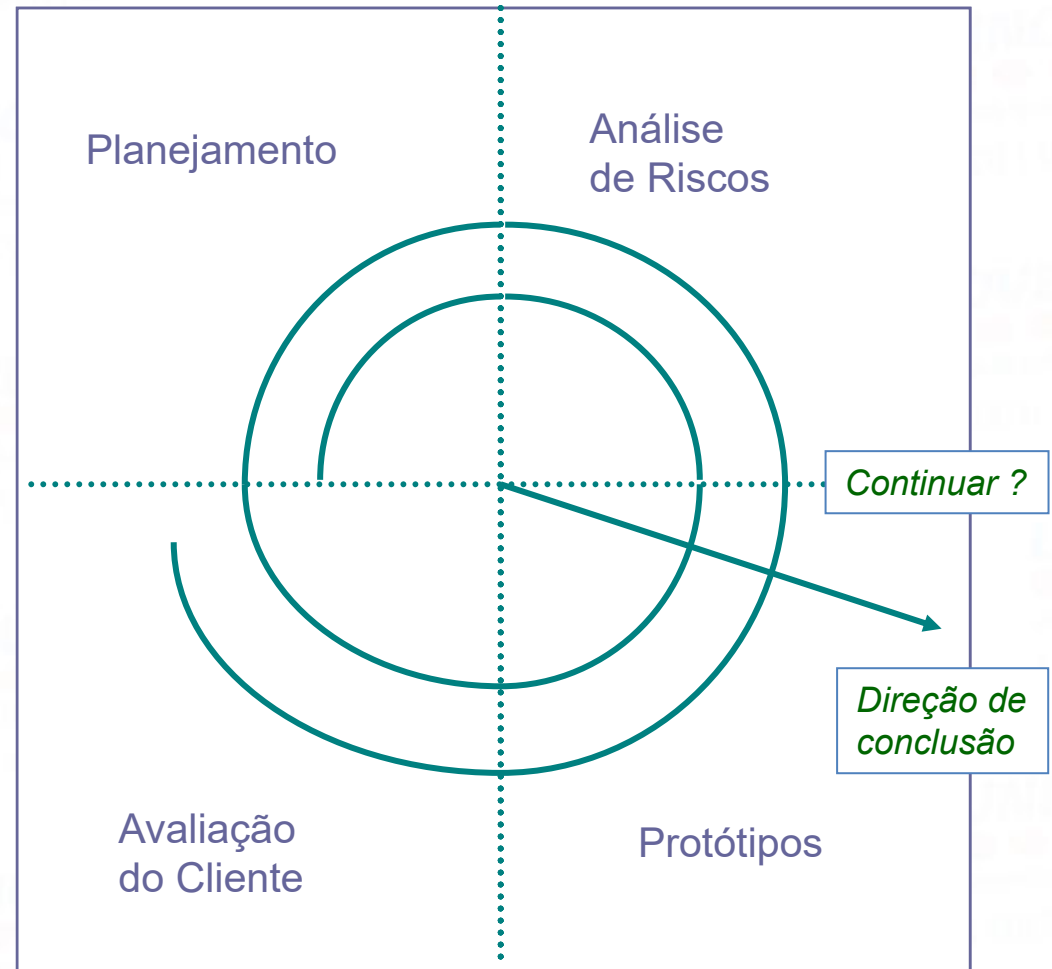 Planejamento
Análise
de Riscos
Continuar ?
Direção de
conclusão
Avaliação
do Cliente
Protótipos